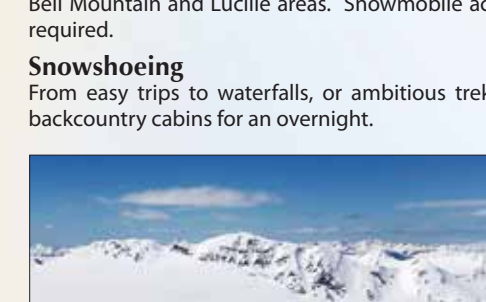 Bell Mountain and Lucille areas. Snowmobile
required.
Snowshoeing
From easy trips to waterfalls, or ambitious
backcountry cabins for an overnight.